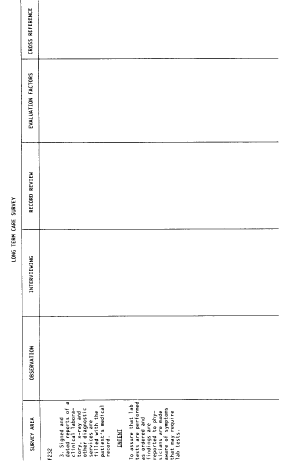 LONG TERM CARE SURVEY
SURVEY AREA
OBSERVATION
INTERVIEWING
RECORD REVIEW
EVALUATION FACTORS
CROSS REFERENCE
F232
3. Signed and
dated reports of a
clinical labora-
tory, x-ray and
other diagnostic
services are
filed with the
patient's medical
record.
INTENT
To assure that lab
tests are performed
as ordered and
findings are
reported to phy-
sicians are made
aware of symptoms
that may require
lab tests.